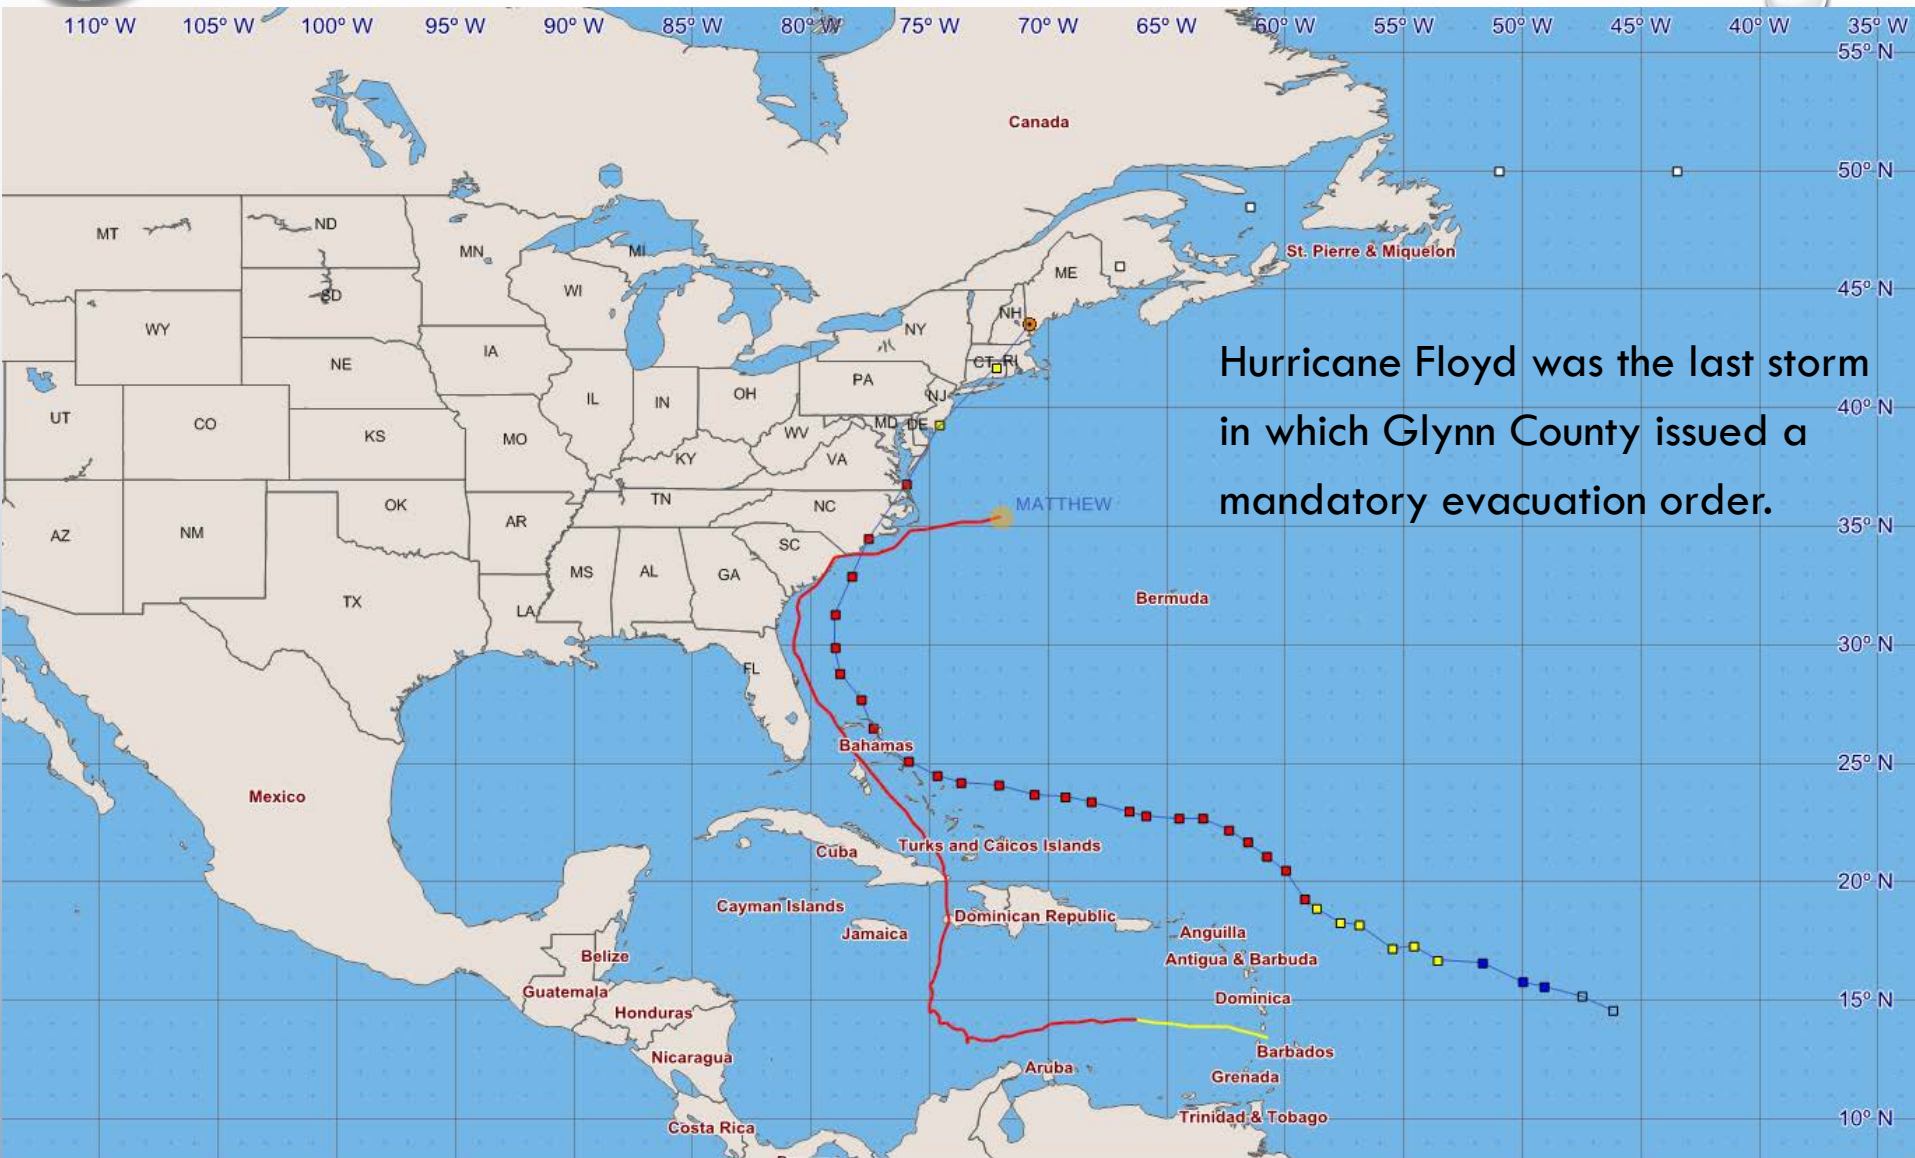 110° W 105° W 100° W 95° W 90° W 85° W 80° W 75° W 70° W 65° W 60° W 55° W 50° W 45° W 40° W 35° W
55° N
Canada
50° N
MT ND MN MI St. Pierre & Miquelon
ME
45° N
WI SD
WY NY NH
IA
NE CT RI
Hurricane Floyd was the last storm
PA
IL IN OH NJ
40° N
UT CO MD DE
KS MO WV
in which Glynn County issued a
KY VA
OK TN NC MATTHEW
mandatory evacuation order.
AZ NM AR 35° N
SC
MS AL GA
TX LA Bermuda
30° N
FL
Bahamas
25° N
Mexico
Cuba Turks and Caicos Islands
20° N
Cayman Islands Dominican Republic
Jamaica Anguilla
Belize Antigua & Barbuda
Guatemala Dominica 15° N
Honduras
Nicaragua Barbados
Aruba Grenada
Costa Rica Trinidad & Tobago 10° N